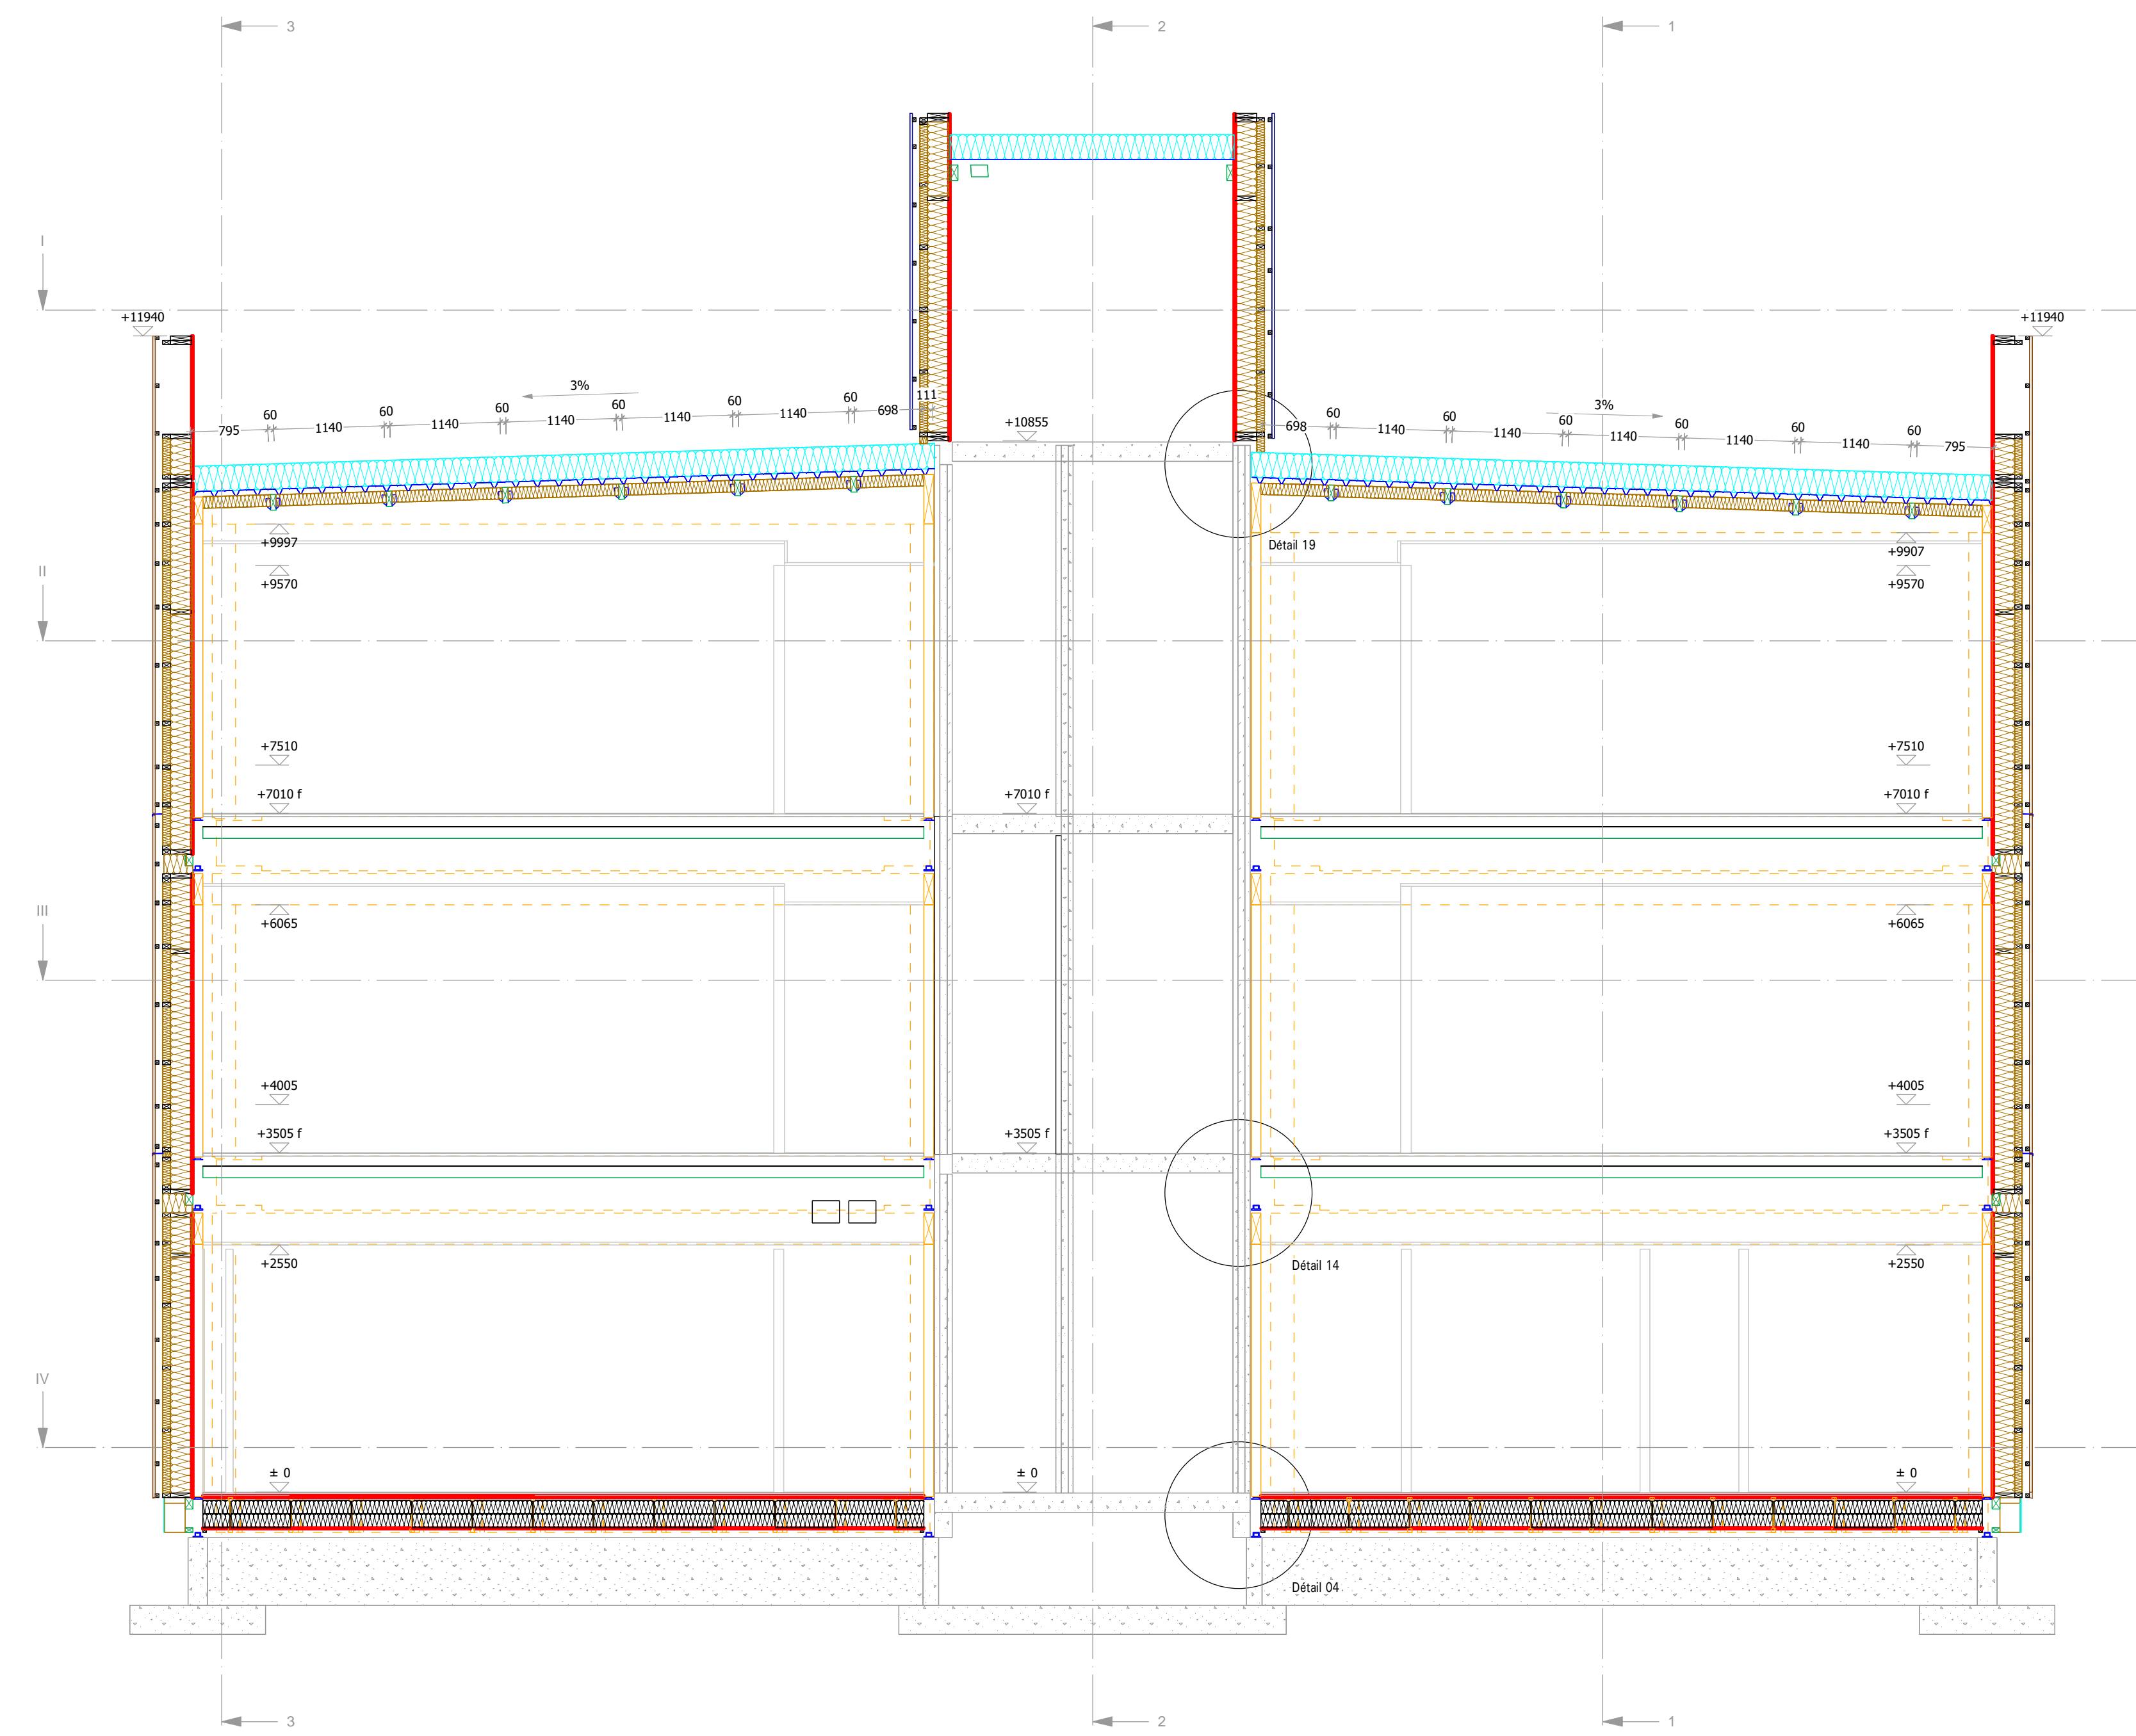 3 2 1
I
+11940 +11940
3% 3%
795 60 1140 60 1140 60 1140 60 1140 60 1140 60 698 111
+10855
698 60 1140 60 1140 60 1140 60 1140 60 1140 60 795
Détail 19
+9997 +9907
+9570 +9570
II
+7510 +7510
+7010 f +7010 f +7010 f
III
+6065 +6065
+4005 +4005
+3505 f +3505 f +3505 f
Détail 14
+2550 +2550
IV
± 0 ± 0 ± 0
Détail 04
3 2 1